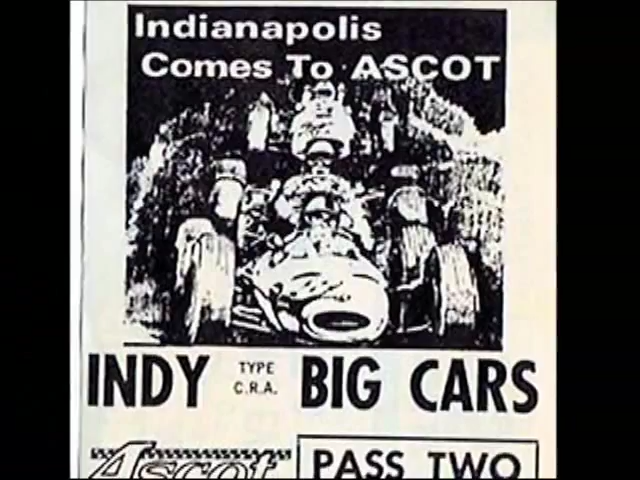 Indianapolis
Comes To ASCOT
INDY TYPE C.R.A. BIG CARS
Ascot
PASS TWO